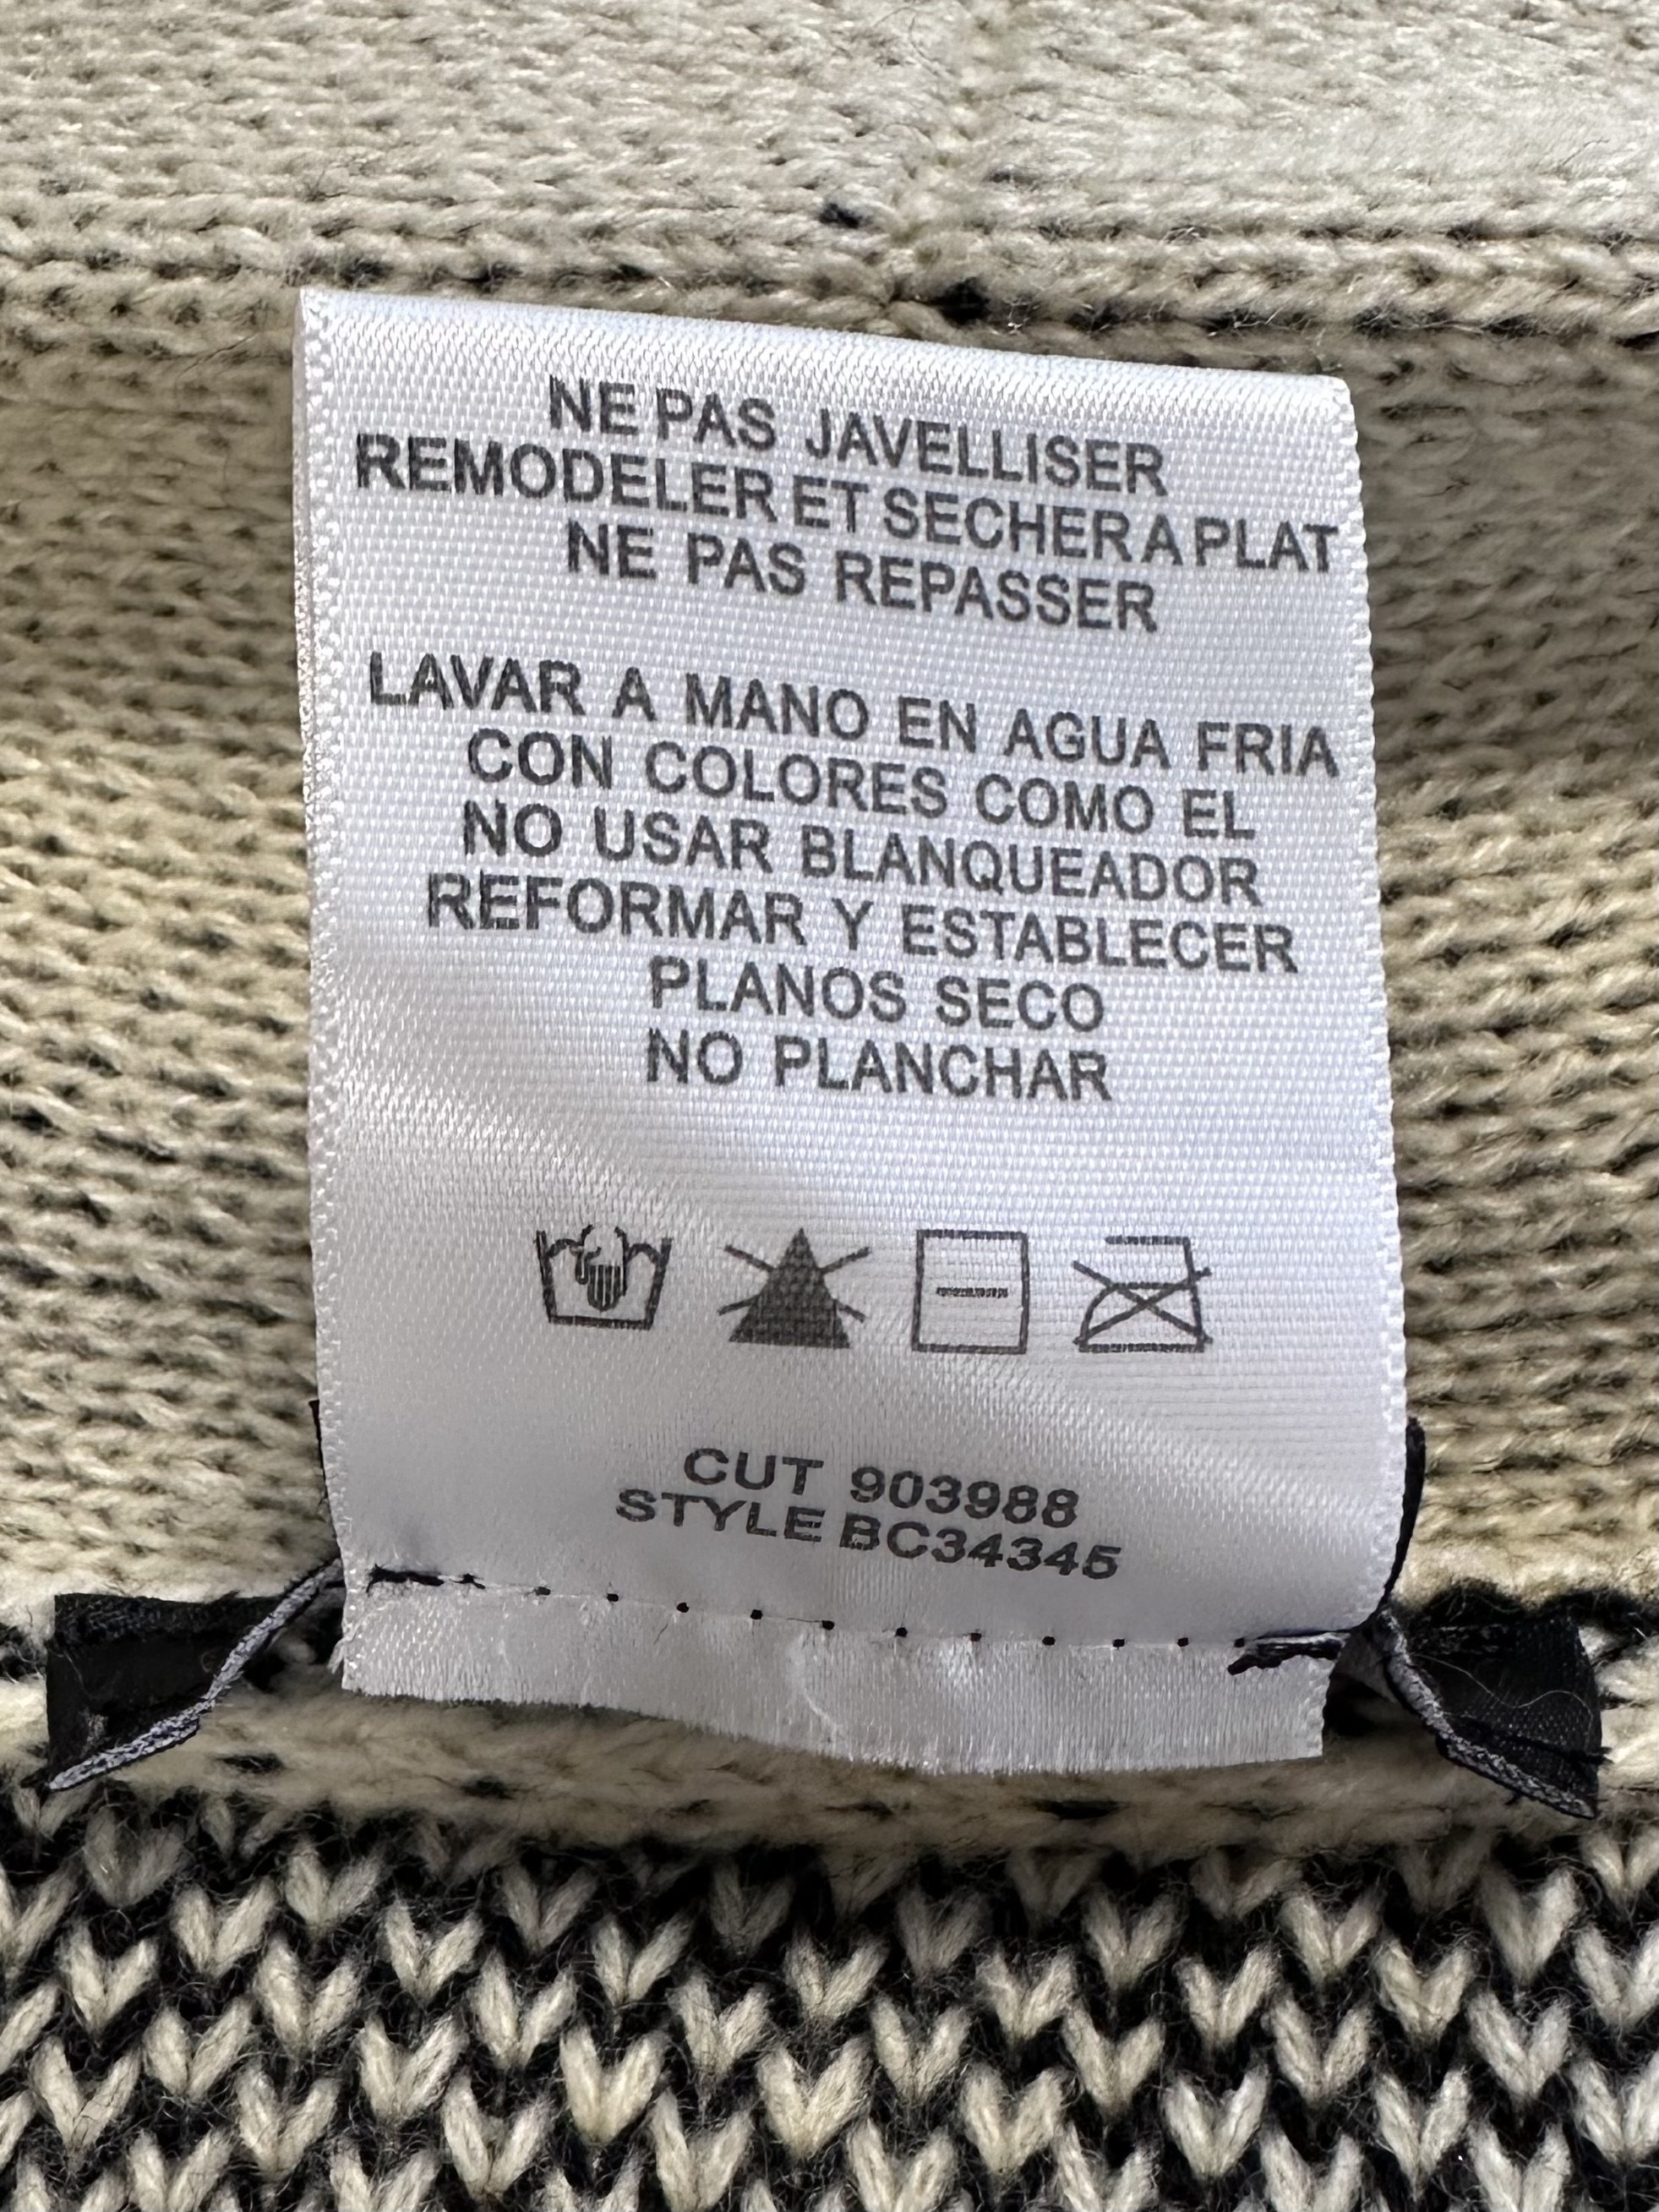 NE PAS JAVELLISER
REMODELER ET SECHER A PLAT
NE PAS REPASSER
LAVAR A MANO EN AGUA FRIA
CON COLORES COMO EL
NO USAR BLANQUEADOR
REFORMAR Y ESTABLECER
PLANOS SECO
NO PLANCHAR
CUT 903988
STYLE BC34345